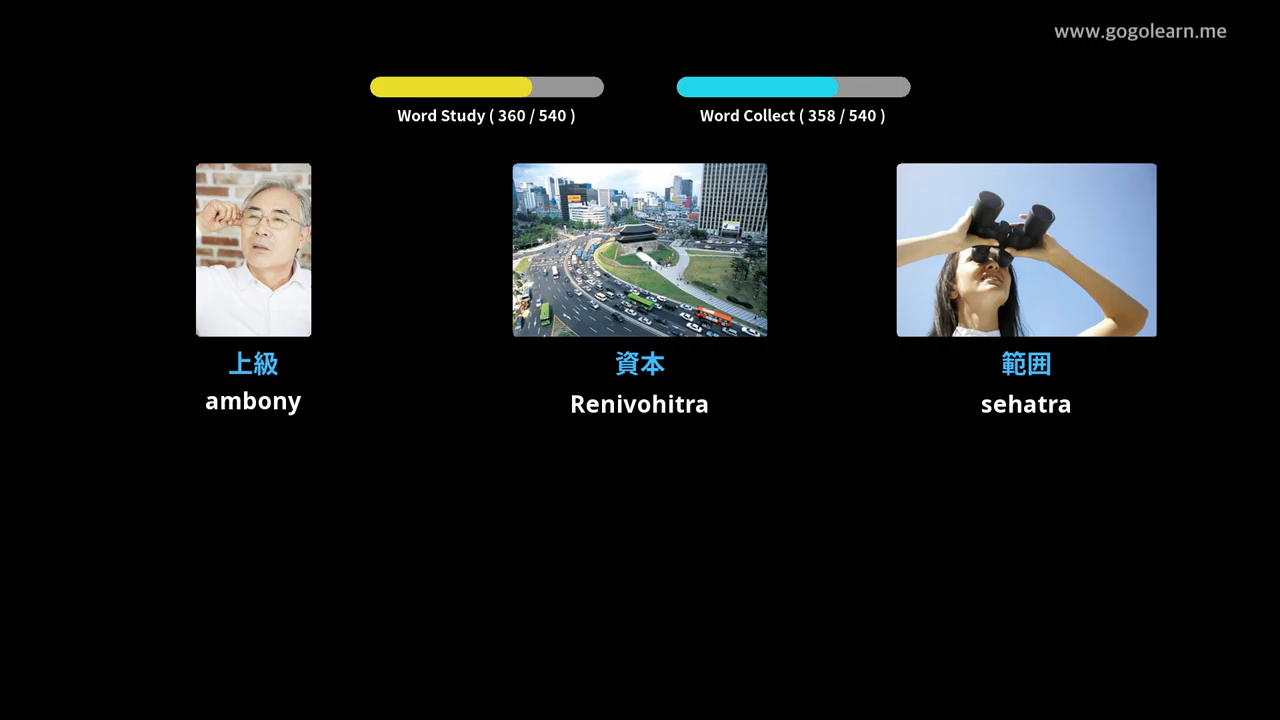 www.gogolearn.me
Word Study ( 360 / 540 )
Word Collect ( 358 / 540 )
上級
ambony
資本
Renivohitra
範囲
sehatra